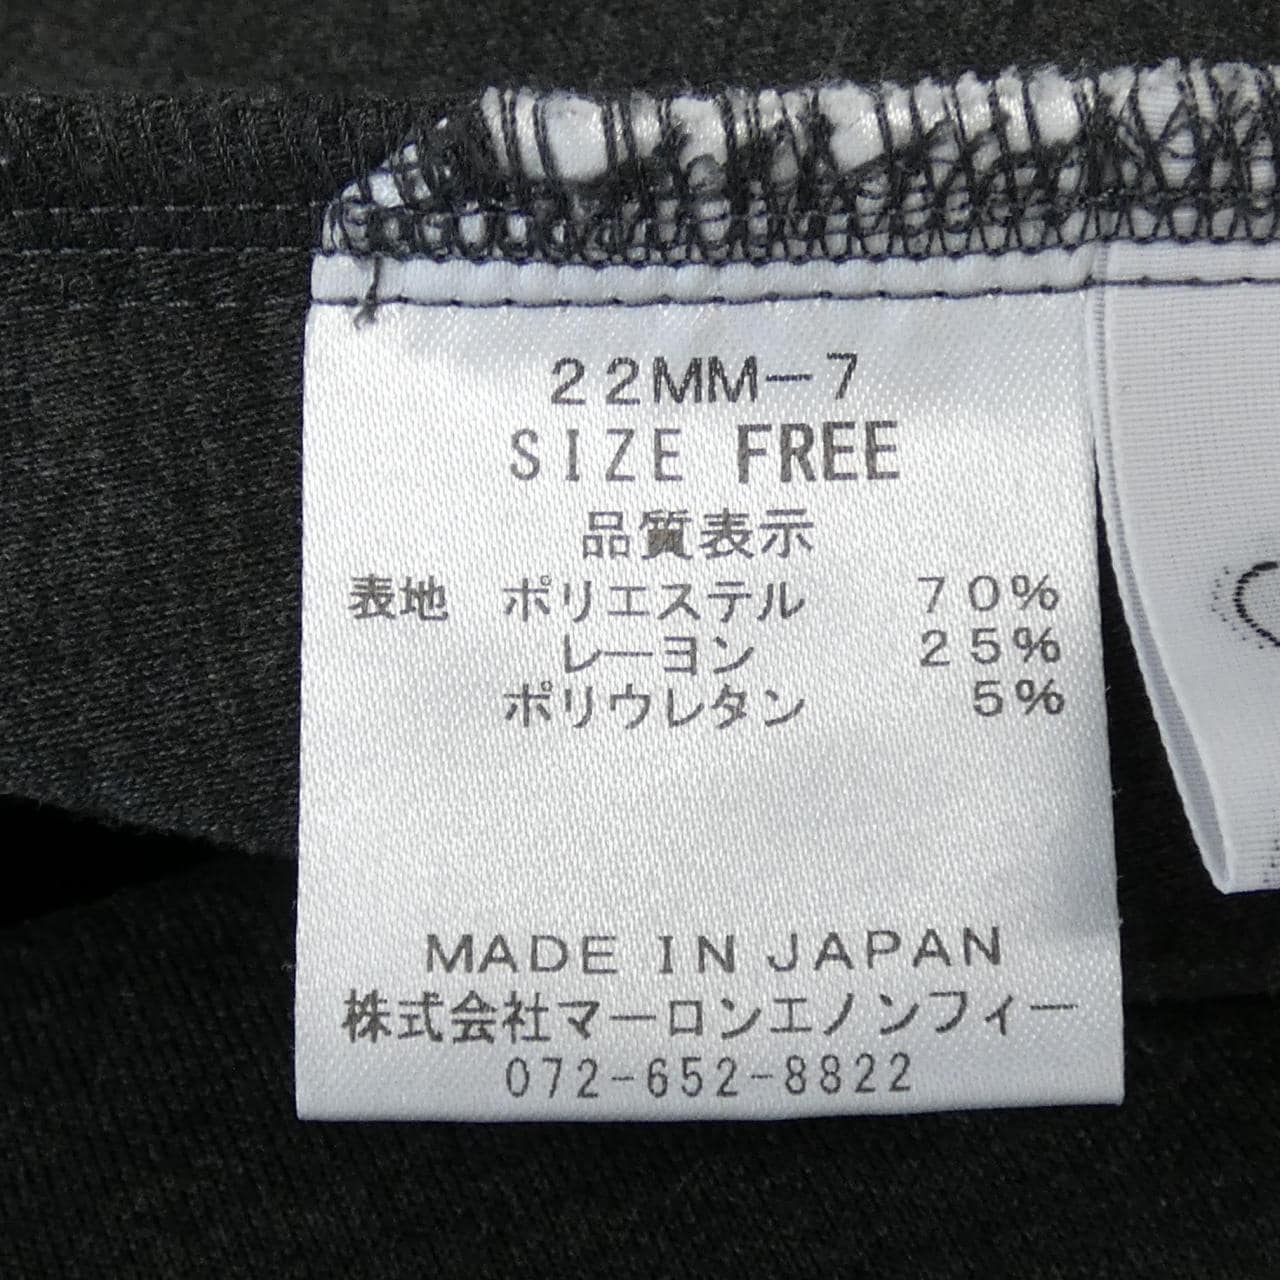 22MM-7
SIZE FREE
品質表示
表地 ポリエステル 70%
レーヨン 25%
ポリウレタン 5%
MADE IN JAPAN
株式会社マーロンエノンフィー
072-652-8822